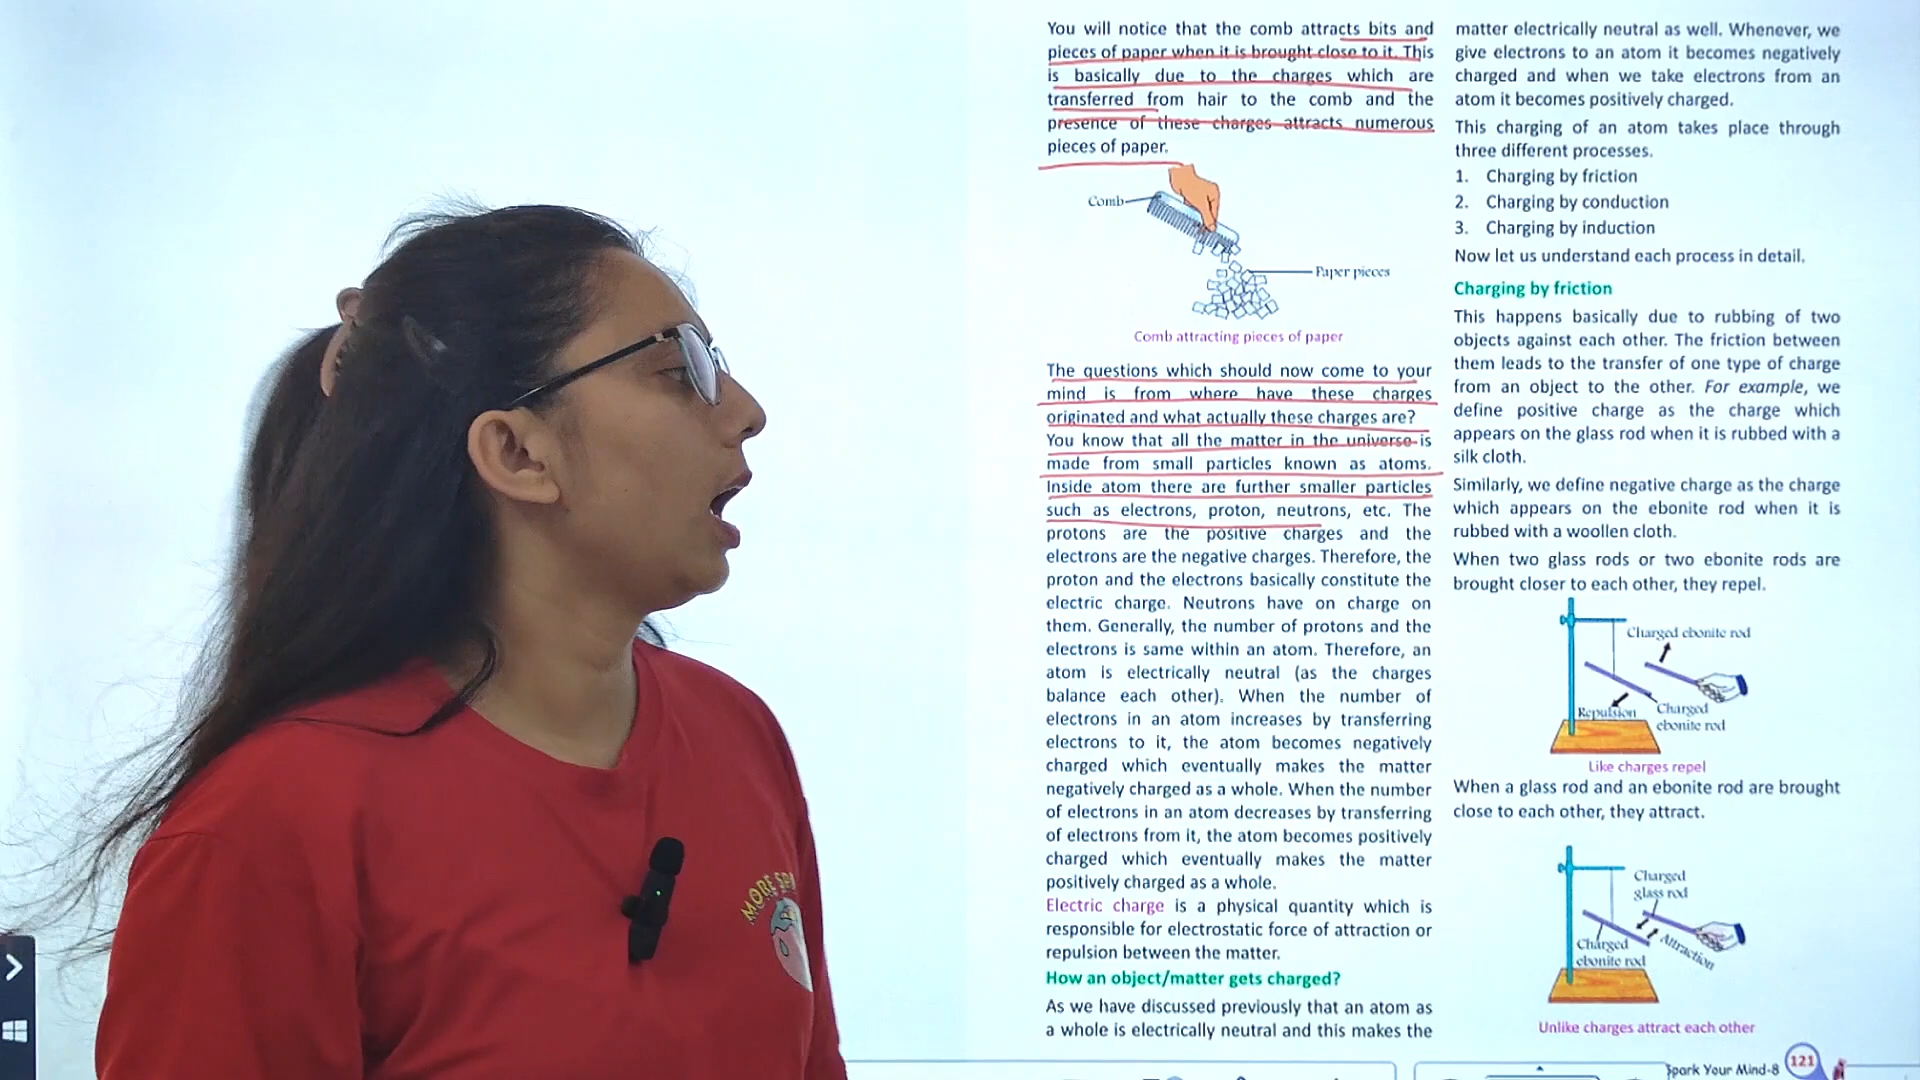 You will notice that the comb attracts bits and
pieces of paper when it is brought close to it. This
is basically due to the charges which are
transferred from hair to the comb and the
presence of these charges attracts numerous
pieces of paper.
Comb
Paper pieces
Comb attracting pieces of paper
The questions which should now come to your
mind is from where have these charges
originated and what actually these charges are?
You know that all the matter in the universe is
made from small particles known as atoms.
Inside atom there are further smaller particles
such as electrons, proton, neutrons, etc. The
protons are the positive charges and the
electrons are the negative charges. Therefore, the
proton and the electrons basically constitute the
electric charge. Neutrons have on charge on
them. Generally, the number of protons and the
electrons is same within an atom. Therefore, an
atom is electrically neutral (as the charges
balance each other). When the number of
electrons in an atom increases by transferring
electrons to it, the atom becomes negatively
charged which eventually makes the matter
negatively charged as a whole. When the number
of electrons in an atom decreases by transferring
of electrons from it, the atom becomes positively
charged which eventually makes the matter
positively charged as a whole.
Electric charge is a physical quantity which is
responsible for electrostatic force of attraction or
repulsion between the matter.
How an object/matter gets charged?
As we have discussed previously that an atom as
a whole is electrically neutral and this makes the
matter electrically neutral as well. Whenever, we
give electrons to an atom it becomes negatively
charged and when we take electrons from an
atom it becomes positively charged.
This charging of an atom takes place through
three different processes.
1. Charging by friction
2. Charging by conduction
3. Charging by induction
Now let us understand each process in detail.
Charging by friction
This happens basically due to rubbing of two
objects against each other. The friction between
them leads to the transfer of one type of charge
from an object to the other. For example, we
define positive charge as the charge which
appears on the glass rod when it is rubbed with a
silk cloth.
Similarly, we define negative charge as the charge
which appears on the ebonite rod when it is
rubbed with a woollen cloth.
When two glass rods or two ebonite rods are
brought closer to each other, they repel.
Charged ebonite rod
Repulsion
Charged
ebonite rod
Like charges repel
When a glass rod and an ebonite rod are brought
close to each other, they attract.
Charged
glass rod
Charged
ebonite rod
Attraction
Unlike charges attract each other
Spark Your Mind-8
121
MORE